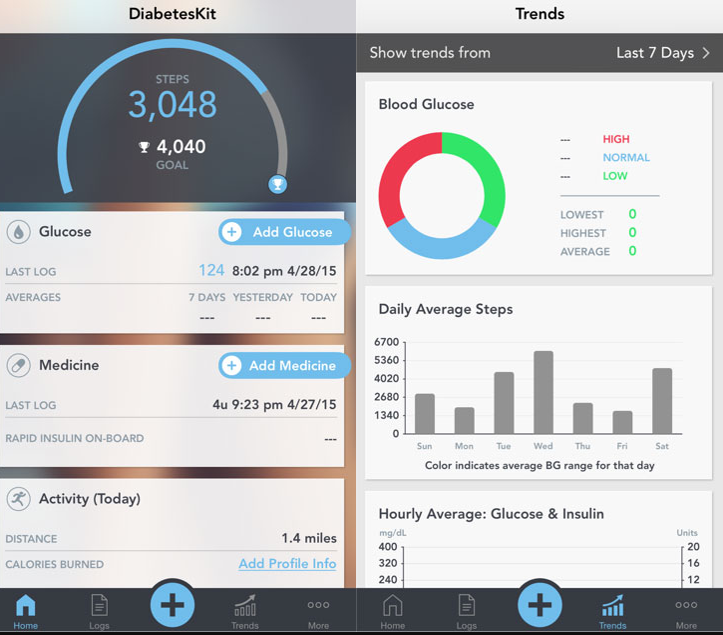 DiabetesKit
STEPS
3,048
4,040
GOAL
Glucose
Add Glucose
LAST LOG 124 8:02 pm 4/28/15
AVERAGES 7 DAYS YESTERDAY TODAY
--- --- ---
Medicine
Add Medicine
LAST LOG 4u 9:23 pm 4/27/15
RAPID INSULIN ON-BOARD ---
Activity (Today)
DISTANCE 1.4 miles
CALORIES BURNED Add Profile Info
Home Logs Trends More
Trends
Show trends from Last 7 Days
Blood Glucose
--- HIGH
--- NORMAL
--- LOW
LOWEST 0
HIGHEST 0
AVERAGE 0
Daily Average Steps
6700
5360
4020
2680
1340
0
Sun Mon Tue Wed Thu Fri Sat
Color indicates average BG range for that day
Hourly Average: Glucose & Insulin
mg/dL Units
400 20
320 16
240 12
Home Logs Trends More